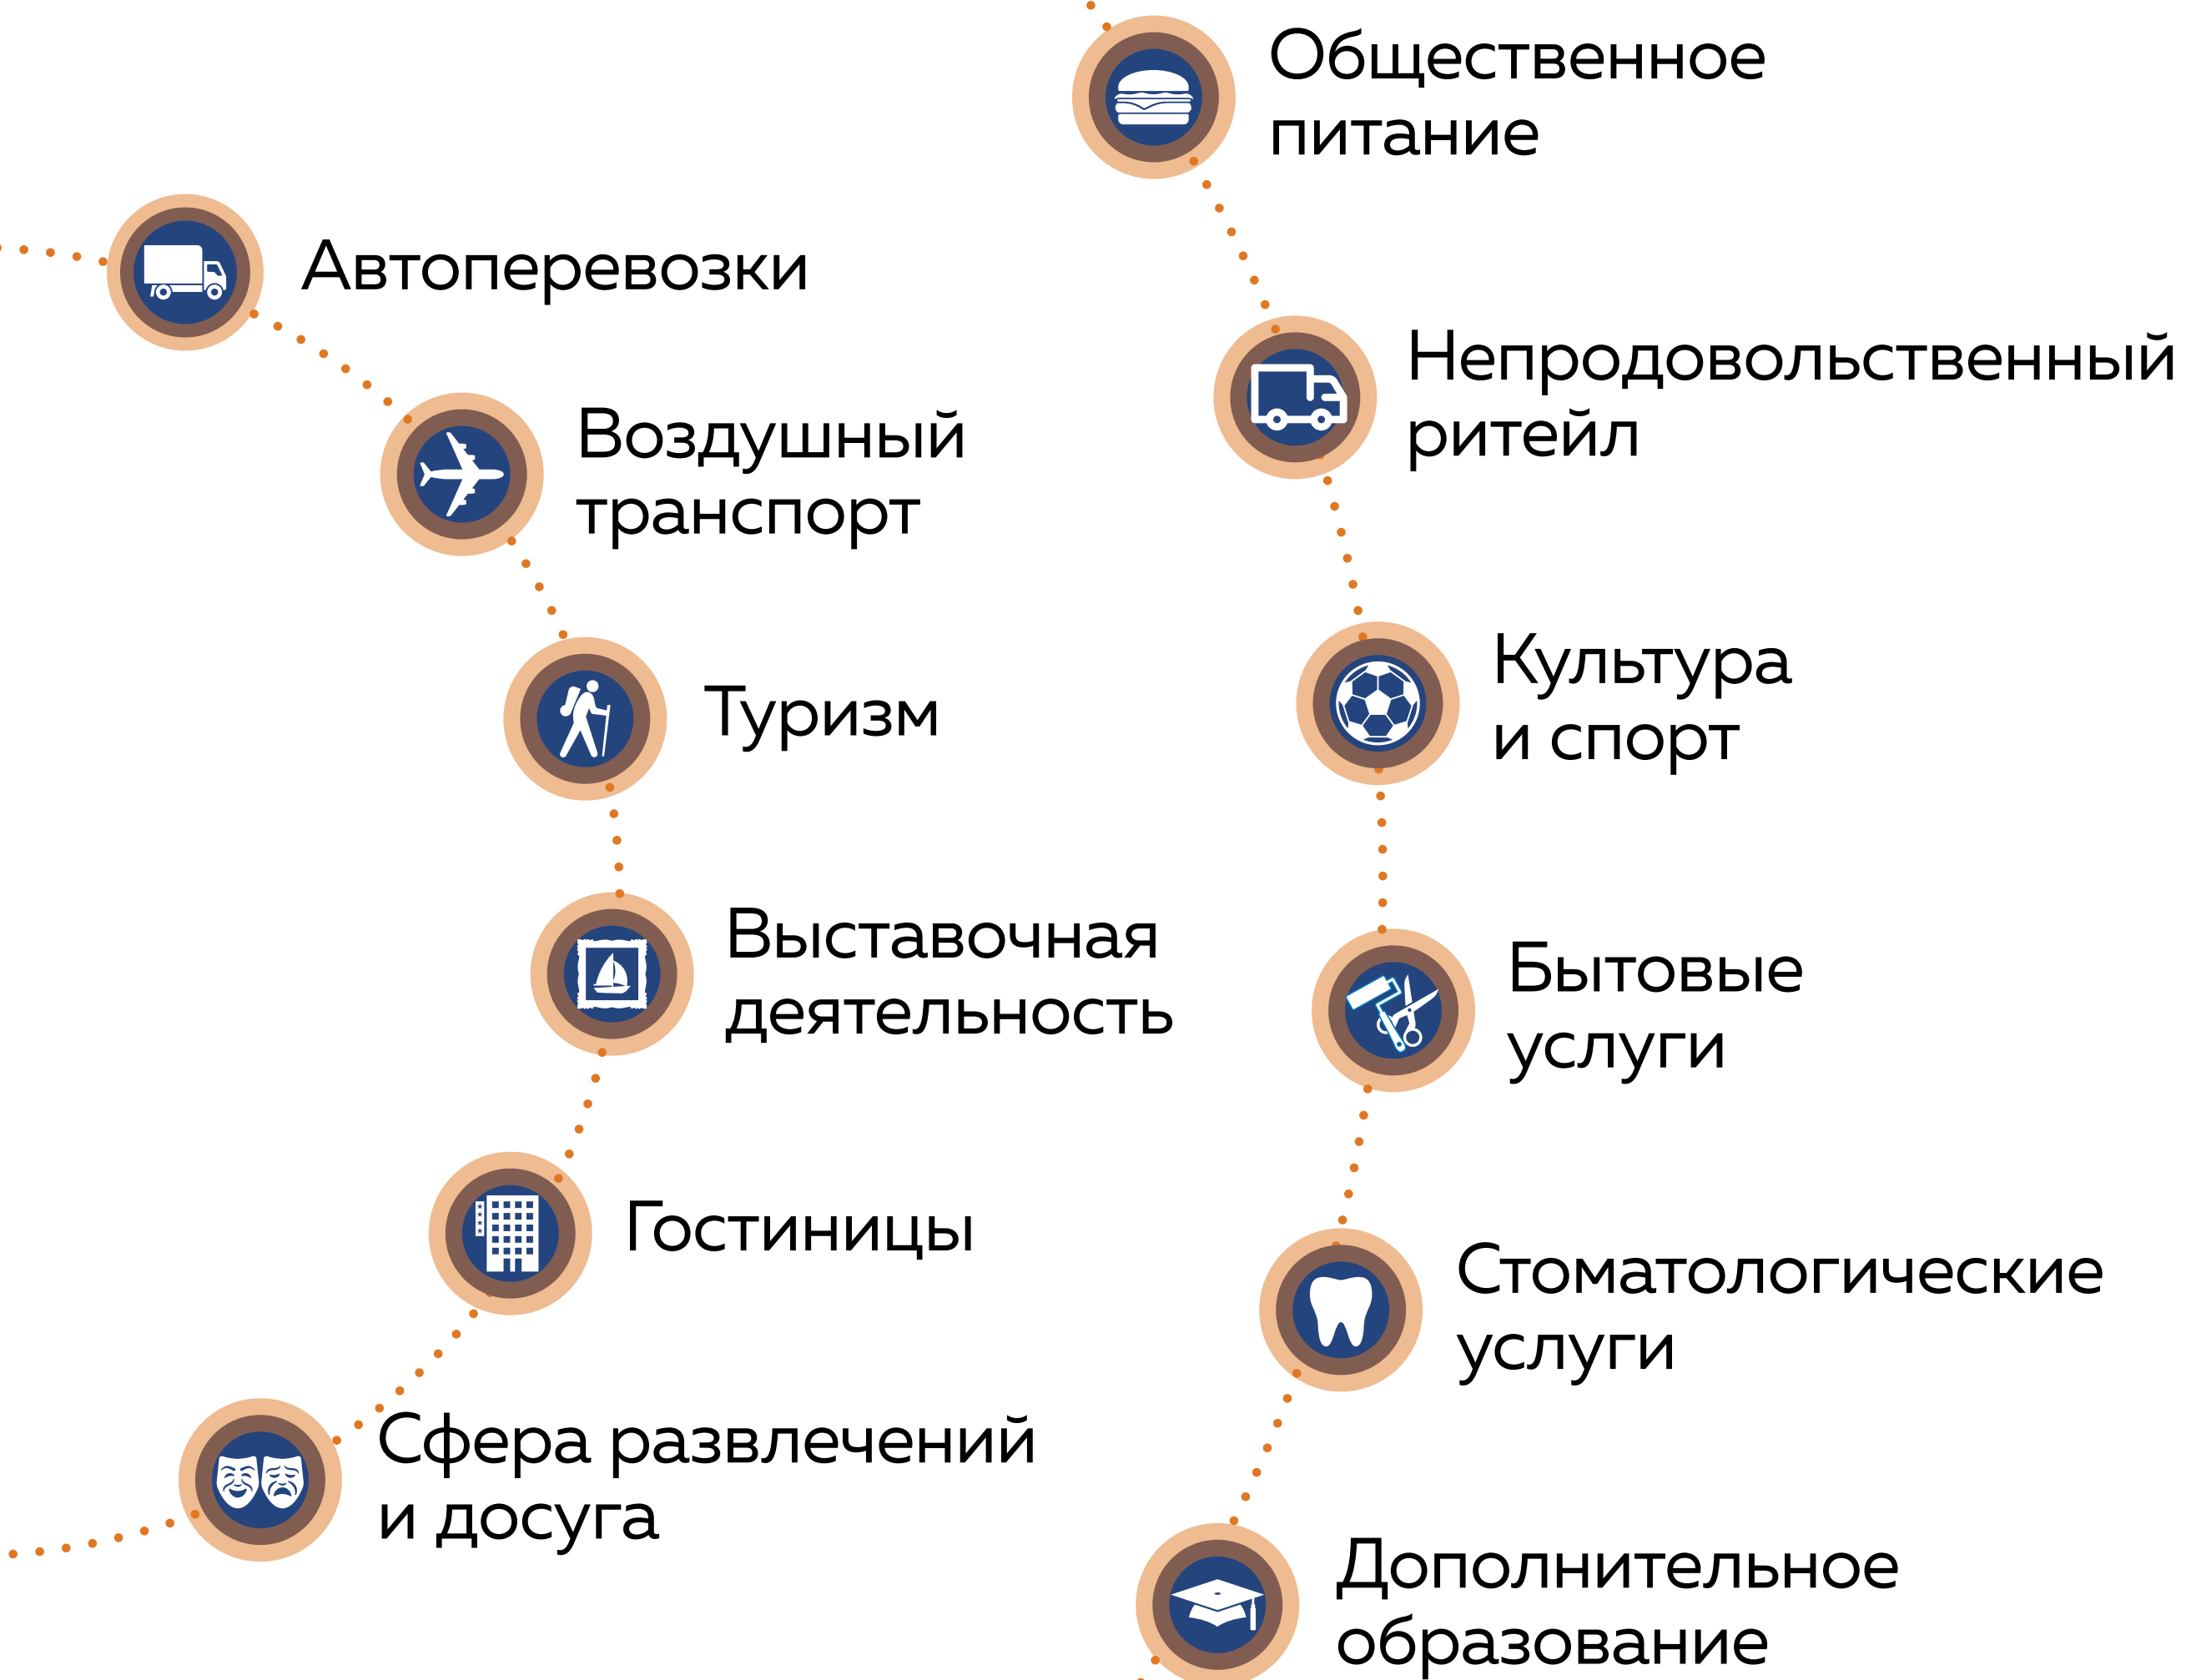 Автоперевозки
Воздушный
транспорт
Туризм
Выставочная
деятельность
Гостиницы
Сфера развлечений
и досуга
Общественное
питание
Непродовольственный
ритейл
Культура
и спорт
Бытовые
услуги
Стоматологические
услуги
Дополнительное
образование